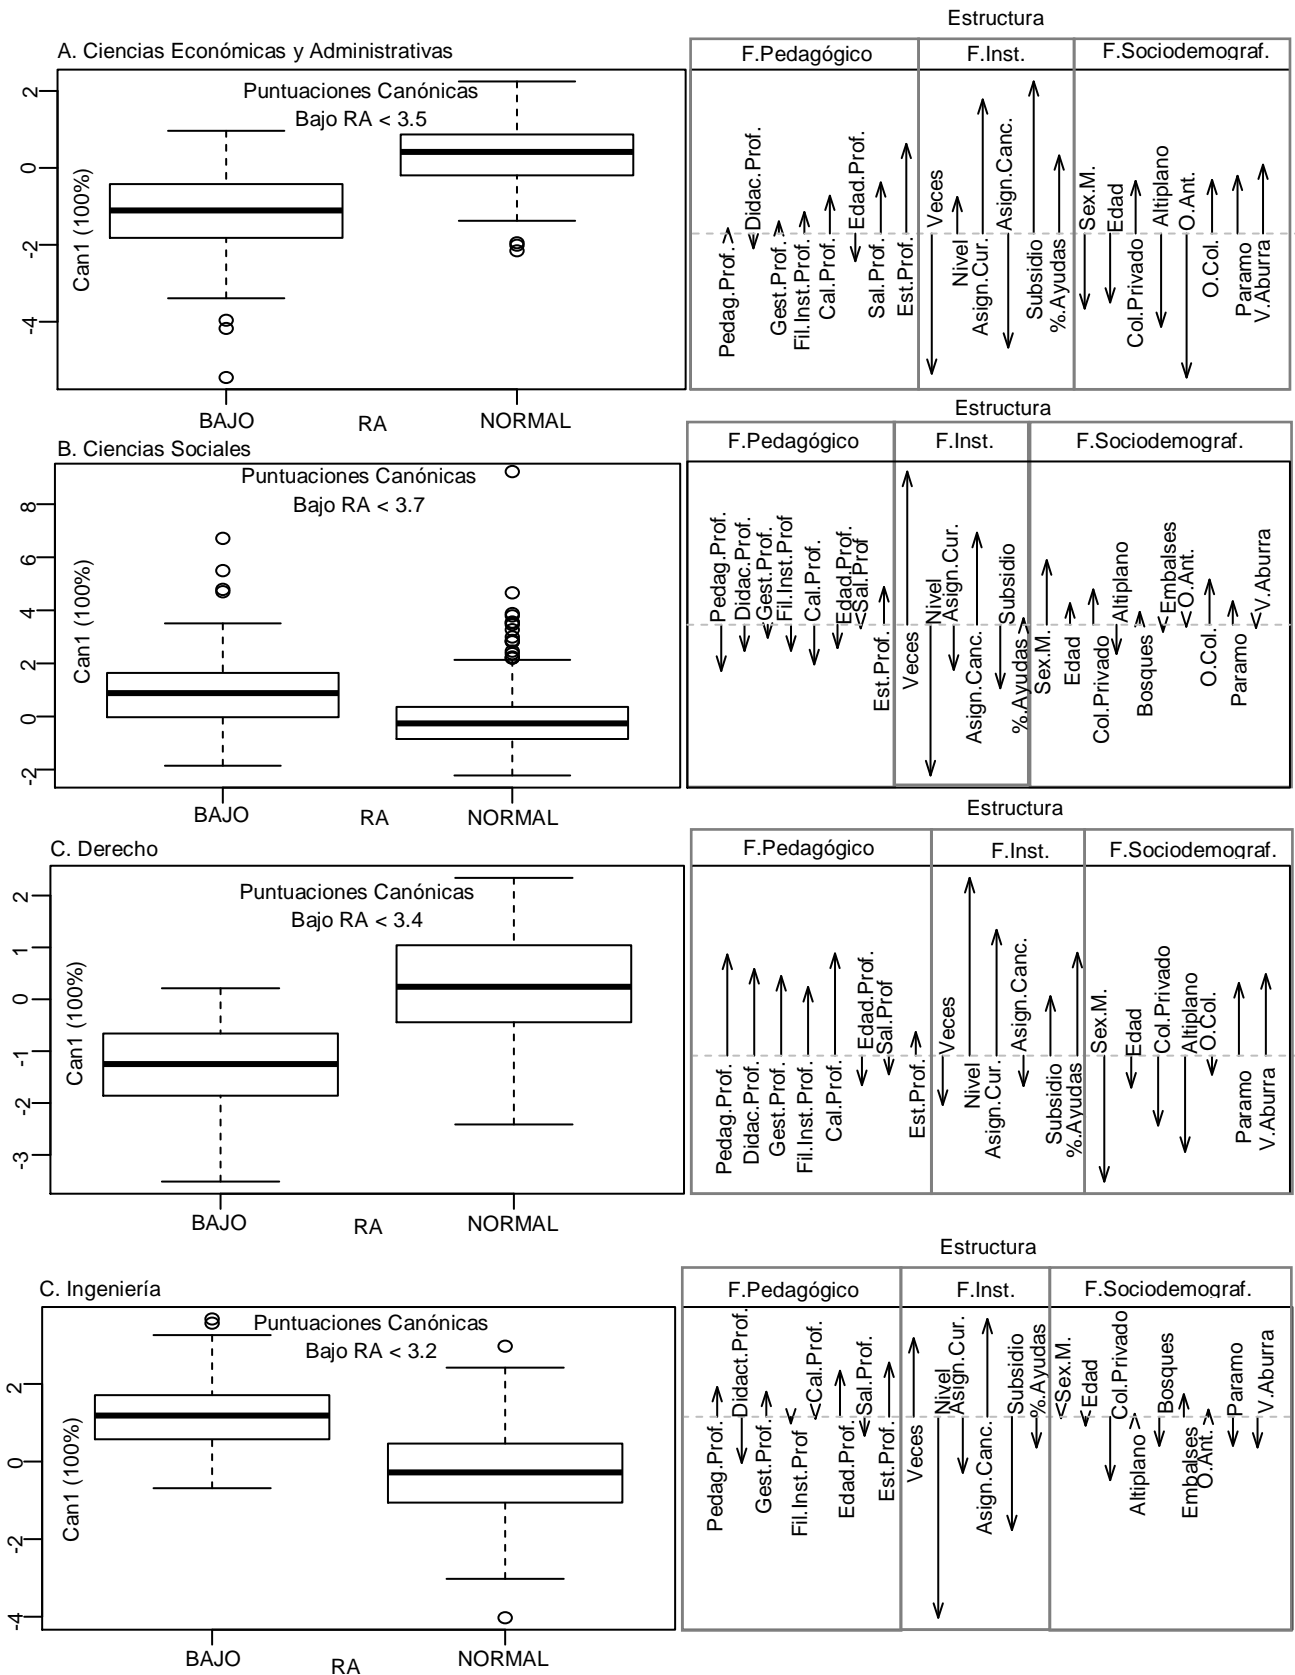 Estructura
A. Ciencias Económicas y Administrativas
F.Pedagógico
F.Inst.
F.Sociodemograf.
Puntuaciones Canónicas
Bajo RA < 3.5
Can1 (100%)
2
0
-2
-4
BAJO
RA
NORMAL
Pedag.Prof.
Didac.Prof.
Gest.Prof.
Fil.Inst.Prof.
Cal.Prof.
Edad.Prof.
Sal.Prof.
Est.Prof.
Veces
Nivel
Asign.Cur.
Asign.Canc.
Subsidio
%.Ayudas
Sex.M.
Edad
Col.Privado
Altiplano
O.Ant.
O.Col.
Paramo
V.Aburra
Estructura
B. Ciencias Sociales
F.Pedagógico
F.Inst.
F.Sociodemograf.
Puntuaciones Canónicas
Bajo RA < 3.7
Can1 (100%)
8
6
4
2
0
-2
BAJO
RA
NORMAL
Pedag.Prof.
Didac.Prof.
Gest.Prof.
Fil.Inst.Prof
Cal.Prof.
Edad.Prof.
Sal.Prof
Est.Prof.
Veces
Nivel
Asign.Cur.
Asign.Canc.
Subsidio
%.Ayudas
Sex.M.
Edad
Col.Privado
Altiplano
Bosques
Embalses
O.Ant.
O.Col.
Paramo
V.Aburra
Estructura
C. Derecho
F.Pedagógico
F.Inst.
F.Sociodemograf.
Puntuaciones Canónicas
Bajo RA < 3.4
Can1 (100%)
2
1
0
-1
-2
-3
BAJO
RA
NORMAL
Pedag.Prof.
Didac.Prof.
Gest.Prof.
Fil.Inst.Prof.
Cal.Prof.
Edad.Prof.
Sal.Prof
Est.Prof.
Veces
Nivel
Asign.Cur.
Asign.Canc.
Subsidio
%.Ayudas
Sex.M.
Edad
Col.Privado
Altiplano
O.Col.
Paramo
V.Aburra
Estructura
C. Ingeniería
F.Pedagógico
F.Inst.
F.Sociodemograf.
Puntuaciones Canónicas
Bajo RA < 3.2
Can1 (100%)
2
0
-2
-4
BAJO
RA
NORMAL
Pedag.Prof.
Didact.Prof.
Gest.Prof.
Fil.Inst.Prof
Cal.Prof.
Edad.Prof.
Sal.Prof.
Est.Prof.
Veces
Nivel
Asign.Cur.
Asign.Canc.
Subsidio
%.Ayudas
Sex.M.
Edad
Col.Privado
Altiplano
Bosques
Embalses
O.Ant.
Paramo
V.Aburra